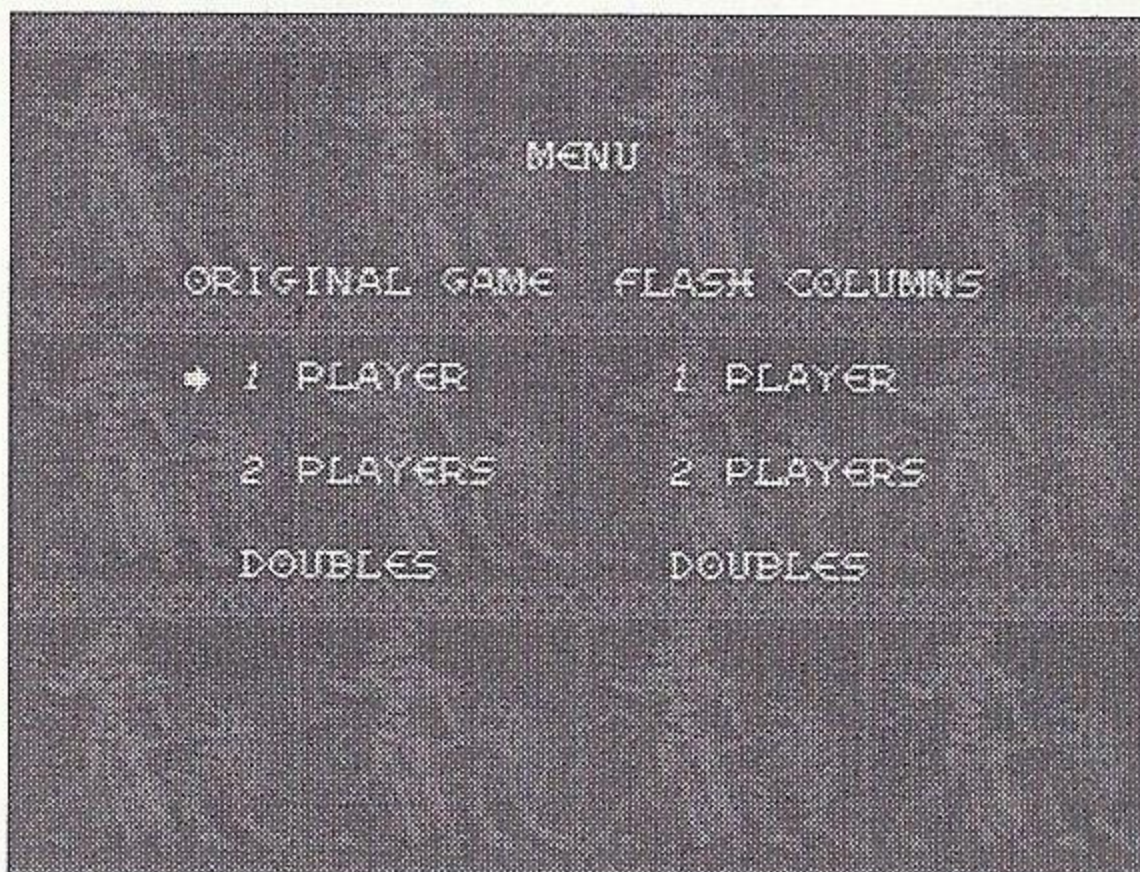 MENU
ORIGINAL GAME FLASH COLUMNS
1 PLAYER 1 PLAYER
2 PLAYERS 2 PLAYERS
DOUBLES DOUBLES